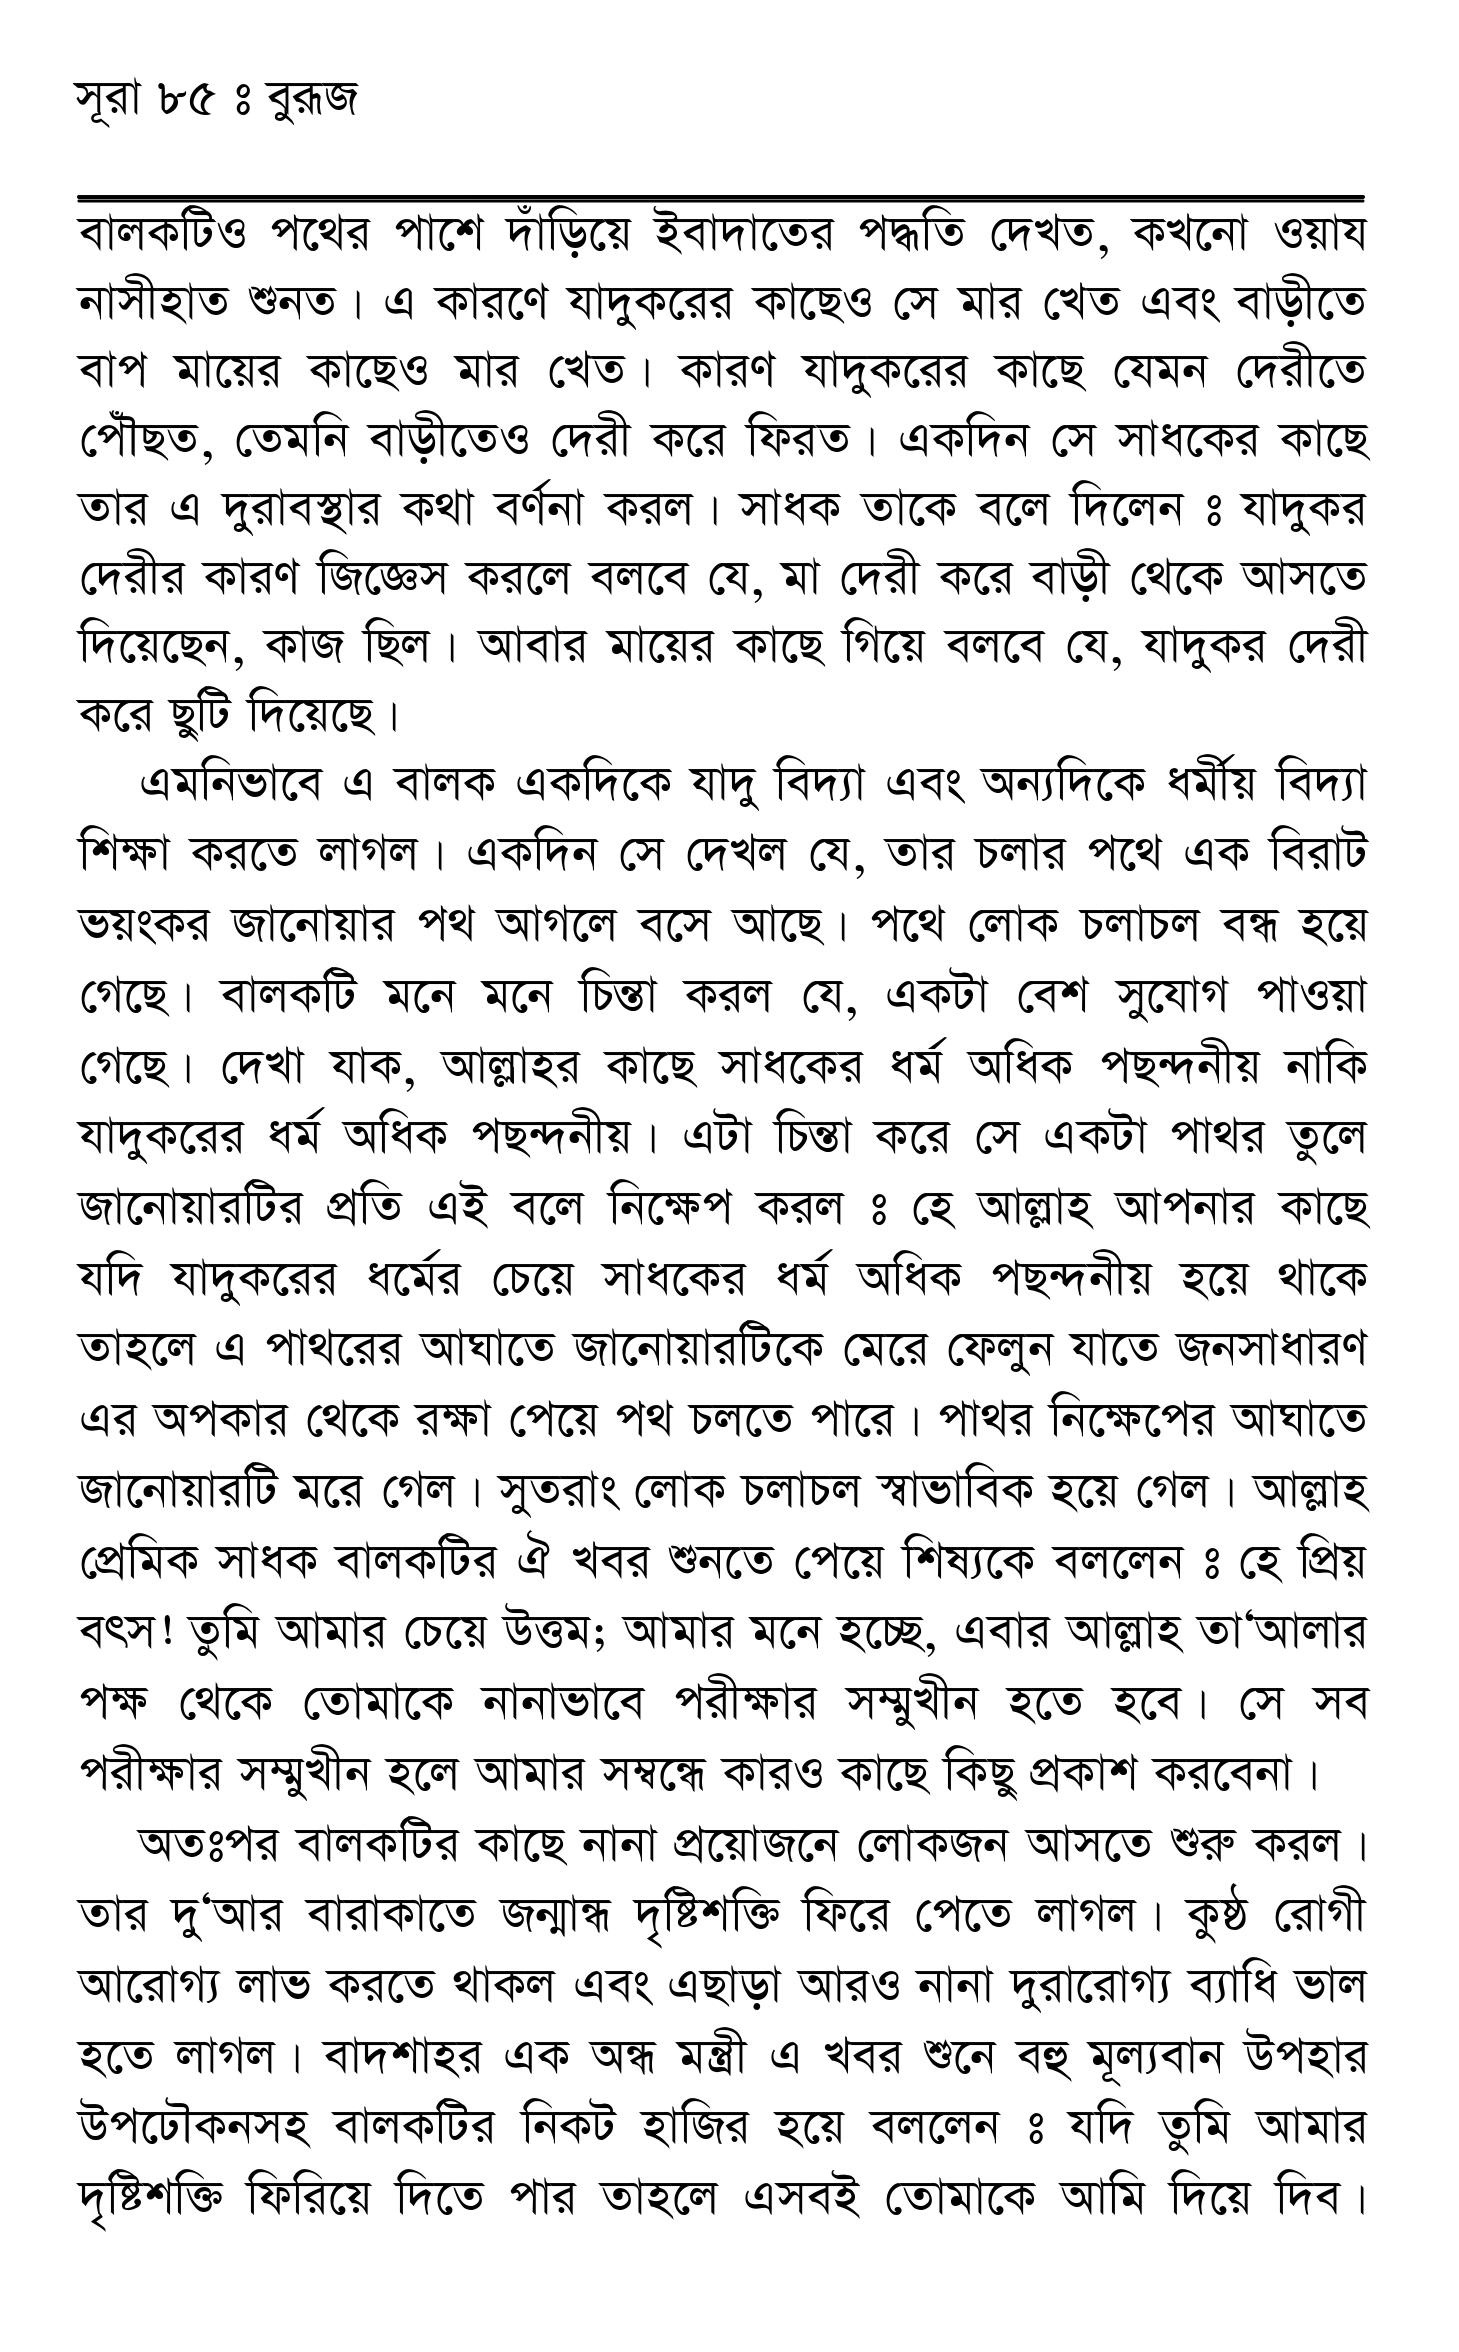 সূরা ৮৫ ঃ বুরূজ
বালকটিও পথের পাশে দাঁড়িয়ে ইবাদাতের পদ্ধতি দেখত, কখনো ওয়ায
নাসীহাত শুনত। এ কারণে যাদুকরের কাছেও সে মার খেত এবং বাড়ীতে
বাপ মায়ের কাছেও মার খেত। কারণ যাদুকরের কাছে যেমন দেরীতে
পৌঁছত, তেমনি বাড়ীতেও দেরী করে ফিরত। একদিন সে সাধকের কাছে
তার এ দুরাবস্থার কথা বর্ণনা করল। সাধক তাকে বলে দিলেন ঃ যাদুকর
দেরীর কারণ জিজ্ঞেস করলে বলবে যে, মা দেরী করে বাড়ী থেকে আসতে
দিয়েছেন, কাজ ছিল। আবার মায়ের কাছে গিয়ে বলবে যে, যাদুকর দেরী
করে ছুটি দিয়েছে।
এমনিভাবে এ বালক একদিকে যাদু বিদ্যা এবং অন্যদিকে ধর্মীয় বিদ্যা
শিক্ষা করতে লাগল। একদিন সে দেখল যে, তার চলার পথে এক বিরাট
ভয়ংকর জানোয়ার পথ আগলে বসে আছে। পথে লোক চলাচল বন্ধ হয়ে
গেছে। বালকটি মনে মনে চিন্তা করল যে, একটা বেশ সুযোগ পাওয়া
গেছে। দেখা যাক, আল্লাহর কাছে সাধকের ধর্ম অধিক পছন্দনীয় নাকি
যাদুকরের ধর্ম অধিক পছন্দনীয়। এটা চিন্তা করে সে একটা পাথর তুলে
জানোয়ারটির প্রতি এই বলে নিক্ষেপ করল ঃ হে আল্লাহ আপনার কাছে
যদি যাদুকরের ধর্মের চেয়ে সাধকের ধর্ম অধিক পছন্দনীয় হয়ে থাকে
তাহলে এ পাথরের আঘাতে জানোয়ারটিকে মেরে ফেলুন যাতে জনসাধারণ
এর অপকার থেকে রক্ষা পেয়ে পথ চলতে পারে। পাথর নিক্ষেপের আঘাতে
জানোয়ারটি মরে গেল। সুতরাং লোক চলাচল স্বাভাবিক হয়ে গেল। আল্লাহ
প্রেমিক সাধক বালকটির ঐ খবর শুনতে পেয়ে শিষ্যকে বললেন ঃ হে প্রিয়
বৎস! তুমি আমার চেয়ে উত্তম; আমার মনে হচ্ছে, এবার আল্লাহ তা‘আলার
পক্ষ থেকে তোমাকে নানাভাবে পরীক্ষার সম্মুখীন হতে হবে। সে সব
পরীক্ষার সম্মুখীন হলে আমার সম্বন্ধে কারও কাছে কিছু প্রকাশ করবেনা।
অতঃপর বালকটির কাছে নানা প্রয়োজনে লোকজন আসতে শুরু করল।
তার দু‘আর বারাকাতে জন্মান্ধ দৃষ্টিশক্তি ফিরে পেতে লাগল। কুষ্ঠ রোগী
আরোগ্য লাভ করতে থাকল এবং এছাড়া আরও নানা দুরারোগ্য ব্যাধি ভাল
হতে লাগল। বাদশাহর এক অন্ধ মন্ত্রী এ খবর শুনে বহু মূল্যবান উপহার
উপঢৌকনসহ বালকটির নিকট হাজির হয়ে বললেন ঃ যদি তুমি আমার
দৃষ্টিশক্তি ফিরিয়ে দিতে পার তাহলে এসবই তোমাকে আমি দিয়ে দিব।